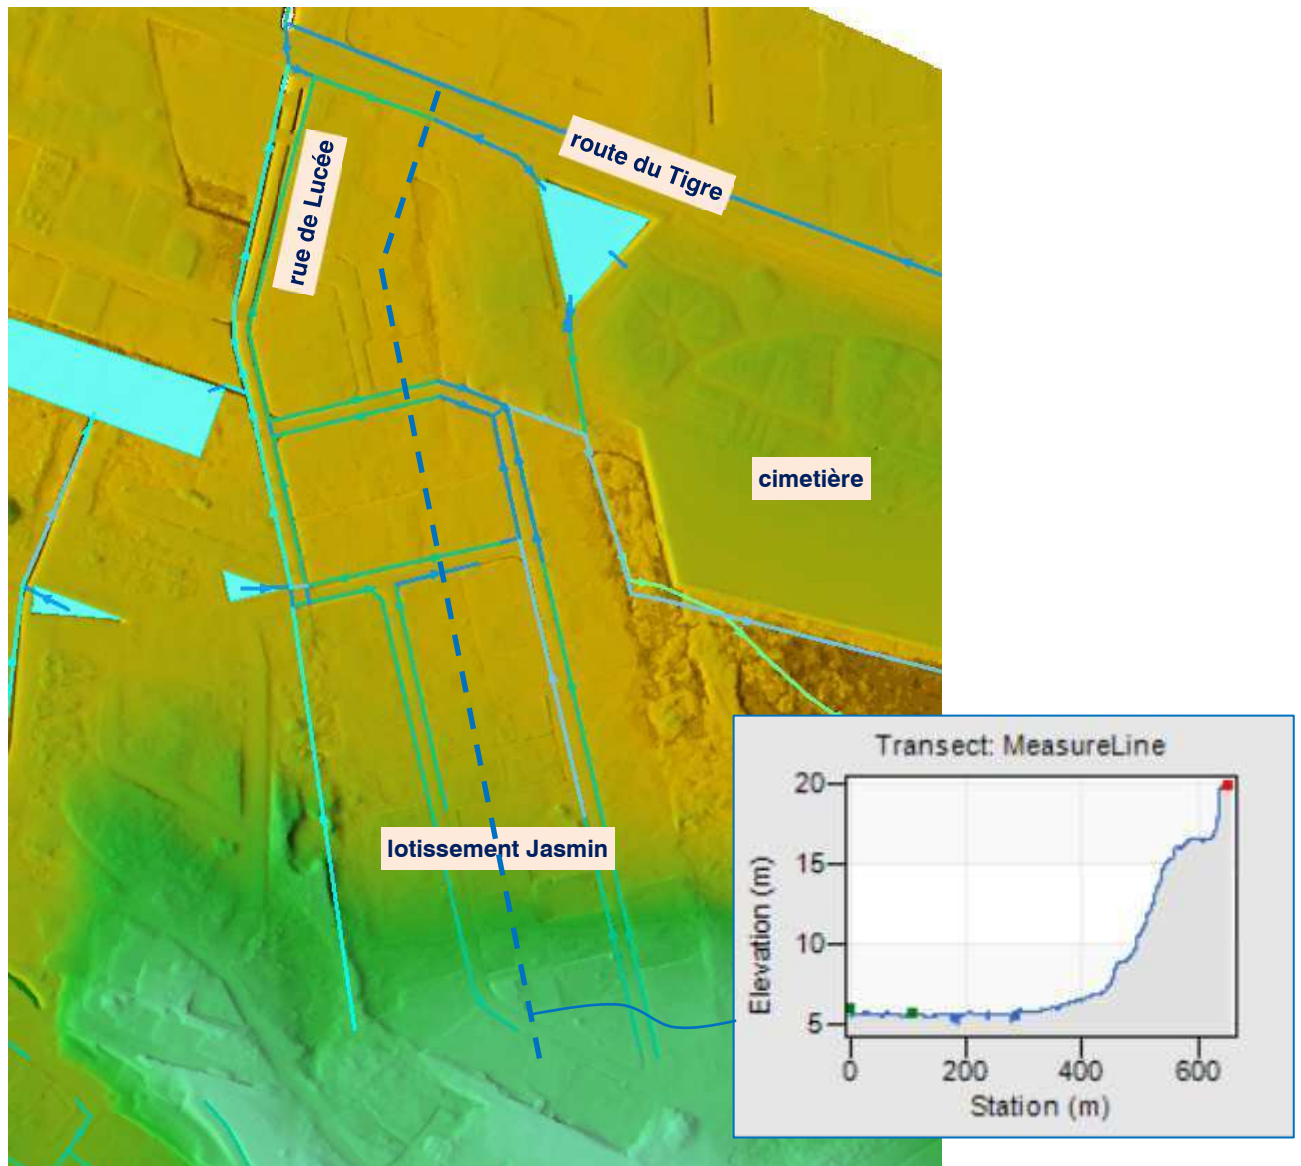 route du Tigre
rue de Lucée
cimetière
lotissement Jasmin
Transect: MeasureLine
Elevation (m)
20
15
10
5
0 200 400 600
Station (m)